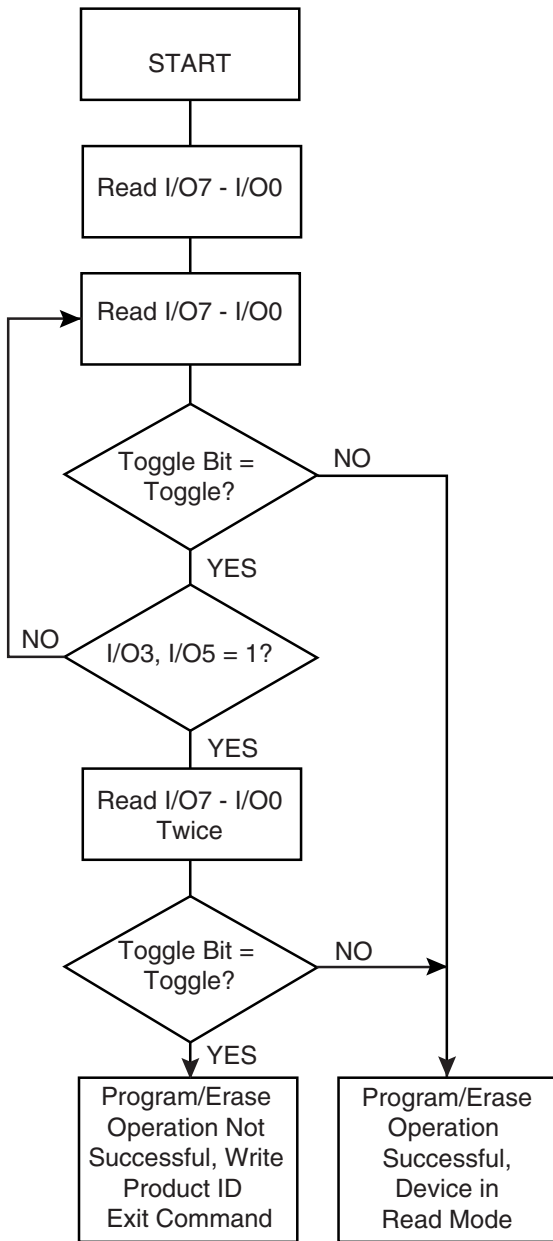 START
Read I/O7 - I/O0
Read I/O7 - I/O0
Toggle Bit =
Toggle?
NO
YES
NO
I/O3, I/O5 = 1?
YES
Read I/O7 - I/O0
Twice
Toggle Bit =
Toggle?
NO
YES
Program/Erase
Operation Not
Successful, Write
Product ID
Exit Command
Program/Erase
Operation
Successful,
Device in
Read Mode